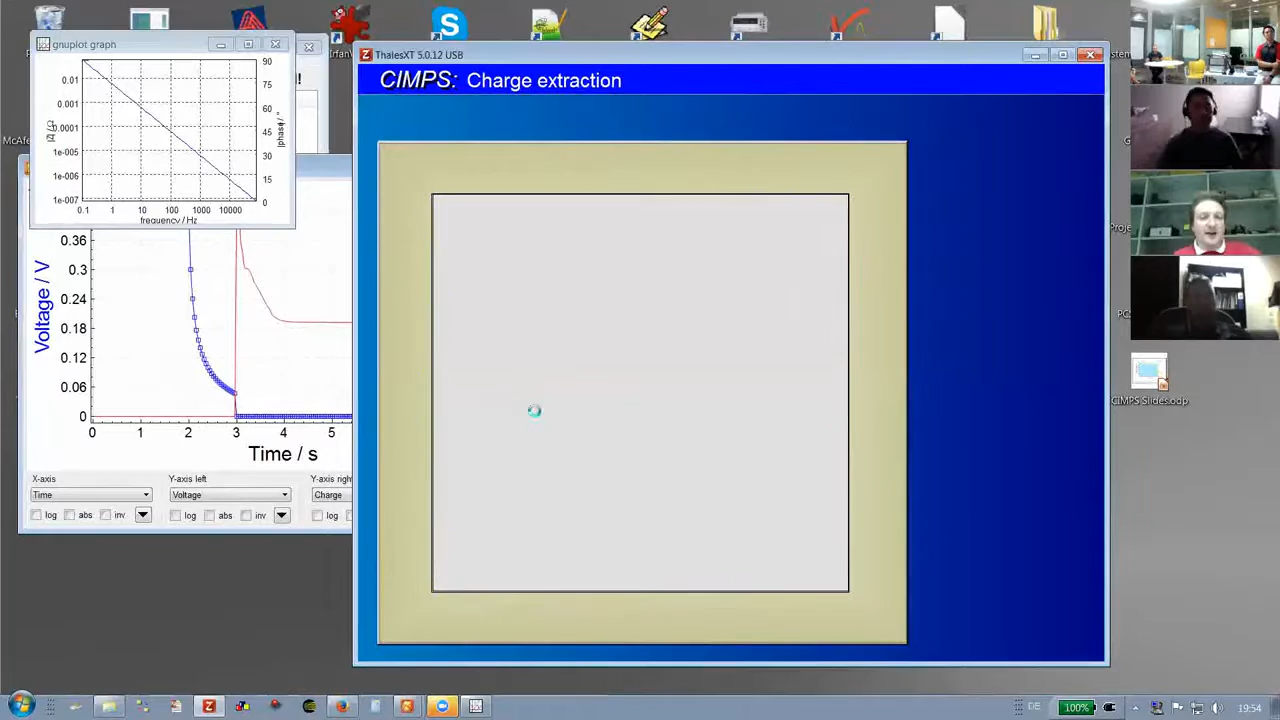 gnuplot graph
0.01
0.001
0.0001
1e-005
1e-006
1e-007
0.1 1 10 100 1000 10000
frequency / Hz
90
75
60
45
30
15
0
|phase| / °
ThalesXT 5.0.12 USB
CIMPS: Charge extraction
Voltage / V
0.36
0.3
0.24
0.18
0.12
0.06
0
0 1 2 3 4 5
Time / s
X-axis
Time
log abs inv
Y-axis left
Voltage
log abs inv
Y-axis righ
Charge
log
McAfe
Irfan
CIMPS Slides.odp
DE
100%
19:54